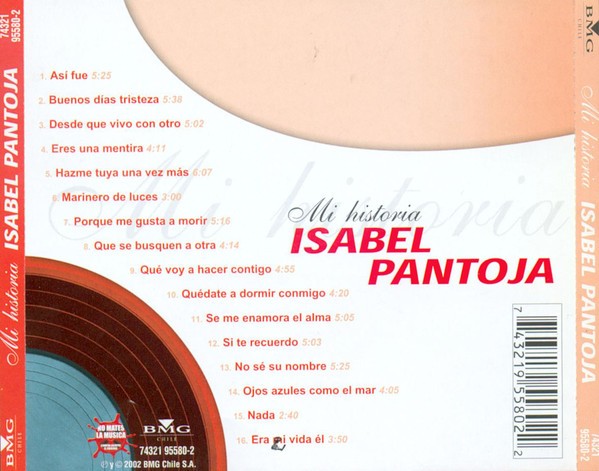 74321
95580-2
Mi historia ISABEL PANTOJA
BMG
CHILE
1. Así fue 5:25
2. Buenos días tristeza 5:38
3. Desde que vivo con otro 5:02
4. Eres una mentira 4:11
5. Hazme tuya una vez más 6:07
6. Marinero de luces 3:00
7. Porque me gusta a morir 5:16
8. Que se busquen a otra 4:14
9. Qué voy a hacer contigo 4:55
10. Quédate a dormir conmigo 4:20
11. Se me enamora el alma 5:05
12. Si te recuerdo 5:03
13. No sé su nombre 5:25
14. Ojos azules como el mar 4:05
15. Nada 2:40
16. Era mi vida él 3:50
Mi historia
Mi historia
ISABEL
PANTOJA
7 43219 55802 2
NO MATES
LA MUSICA
BMG
CHILE
74321 95580-2
℗ y © 2002 BMG Chile S.A.
BMG
CHILE
Mi historia ISABEL PANTOJA
74321
95580-2